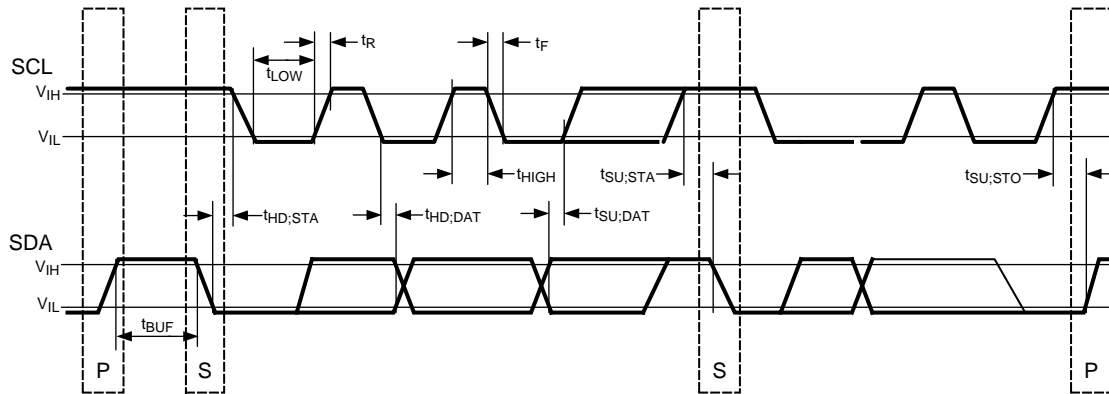 tR
tF
SCL
tLOW
VIH
VIL
tHIGH
tSU;STA
tSU;STO
tHD;STA
tHD;DAT
tSU;DAT
SDA
VIH
VIL
tBUF
P
S
S
P